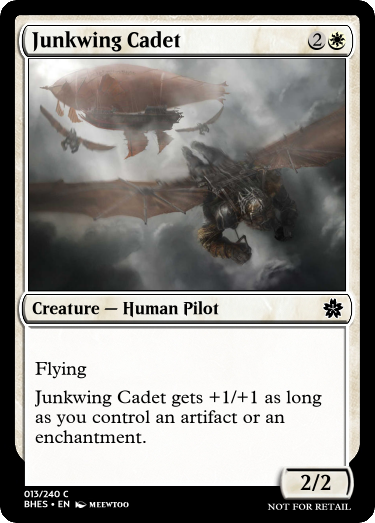 Junkwing Cadet 2
Creature — Human Pilot
Flying
Junkwing Cadet gets +1/+1 as long
as you control an artifact or an
enchantment.
2/2
013/240 C
BHES • EN MEEWTOO
NOT FOR RETAIL